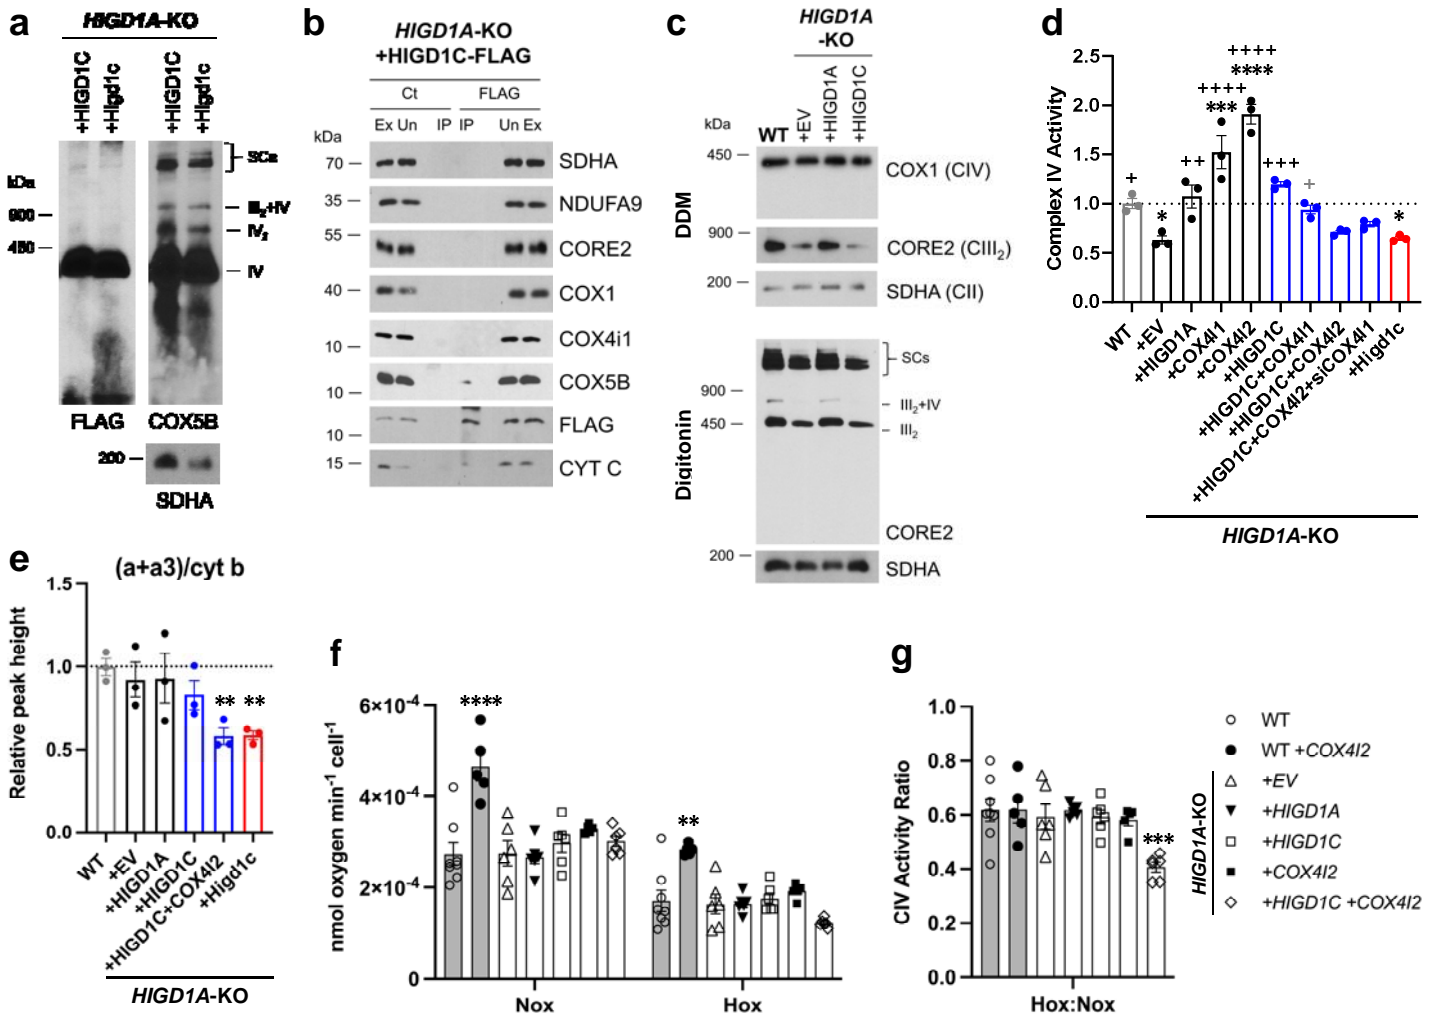 a
HIGD1A-KO
+HIGD1C
+Higd1c
+HIGD1C
+Higd1c
kDa
900
450
SCs
III2+IV
IV2
IV
FLAG
COX5B
200
SDHA
b
HIGD1A-KO
+HIGD1C-FLAG
Ct
FLAG
kDa
Ex Un IP IP Un Ex
70
SDHA
35
NDUFA9
55
CORE2
40
COX1
10
COX4i1
10
COX5B
10
FLAG
15
CYT C
c
HIGD1A
-KO
kDa
WT
+EV
+HIGD1A
+HIGD1C
DDM
450
COX1 (CIV)
900
CORE2 (CIII2)
200
SDHA (CII)
Digitonin
SCs
900
III2+IV
450
III2
CORE2
200
SDHA
d
Complex IV Activity
2.5
2.0
1.5
1.0
0.5
0.0
+
*
++
++++
***
++++
****
+++
+
*
WT
+EV
+HIGD1A
+COX4I1
+COX4I2
+HIGD1C
+HIGD1C+COX4I1
+HIGD1C+COX4I2
+HIGD1C+COX4I2+siCOX4I1
+Higd1c
HIGD1A-KO
e
(a+a3)/cyt b
Relative peak height
1.5
1.0
0.5
0.0
**
**
WT
+EV
+HIGD1A
+HIGD1C
+HIGD1C+COX4I2
+Higd1c
HIGD1A-KO
f
nmol oxygen min-1 cell-1
6×10-4
4×10-4
2×10-4
0
****
**
Nox
Hox
g
CIV Activity Ratio
1.0
0.8
0.6
0.4
0.2
0.0
***
Hox:Nox
WT
WT +COX4I2
HIGD1A-KO
+EV
+HIGD1A
+HIGD1C
+COX4I2
+HIGD1C +COX4I2